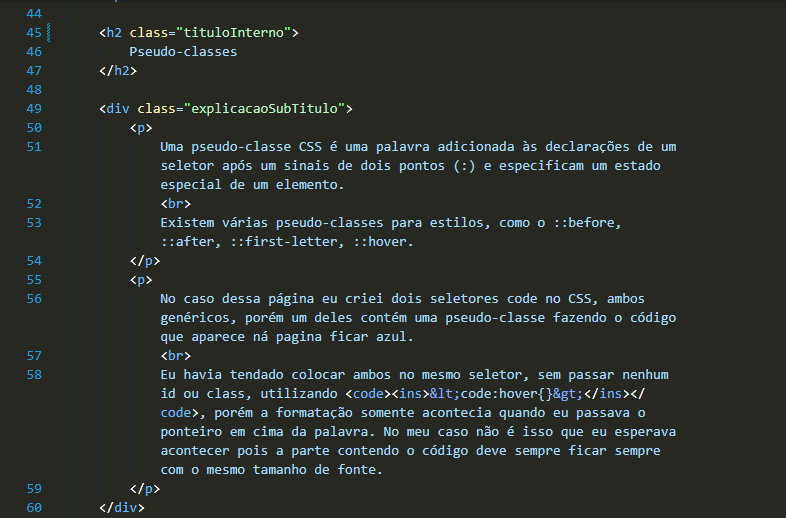 44
45 <h2 class="tituloInterno">
46 Pseudo-classes
47 </h2>
48
49 <div class="explicacaoSubTitulo">
50 <p>
51 Uma pseudo-classe CSS é uma palavra adicionada às declarações de um
seletor após um sinais de dois pontos (:) e especificam um estado
especial de um elemento.
52 <br>
53 Existem várias pseudo-classes para estilos, como o ::before,
::after, ::first-letter, ::hover.
54 </p>
55 <p>
56 No caso dessa página eu criei dois seletores code no CSS, ambos
genéricos, porém um deles contém uma pseudo-classe fazendo o código
que aparece ná pagina ficar azul.
57 <br>
58 Eu havia tendado colocar ambos no mesmo seletor, sem passar nenhum
id ou class, utilizando <code><ins>&lt;code:hover{}&gt;</ins></
code>, porém a formatação somente acontecia quando eu passava o
ponteiro em cima da palavra. No meu caso não é isso que eu esperava
acontecer pois a parte contendo o código deve sempre ficar sempre
com o mesmo tamanho de fonte.
59 </p>
60 </div>